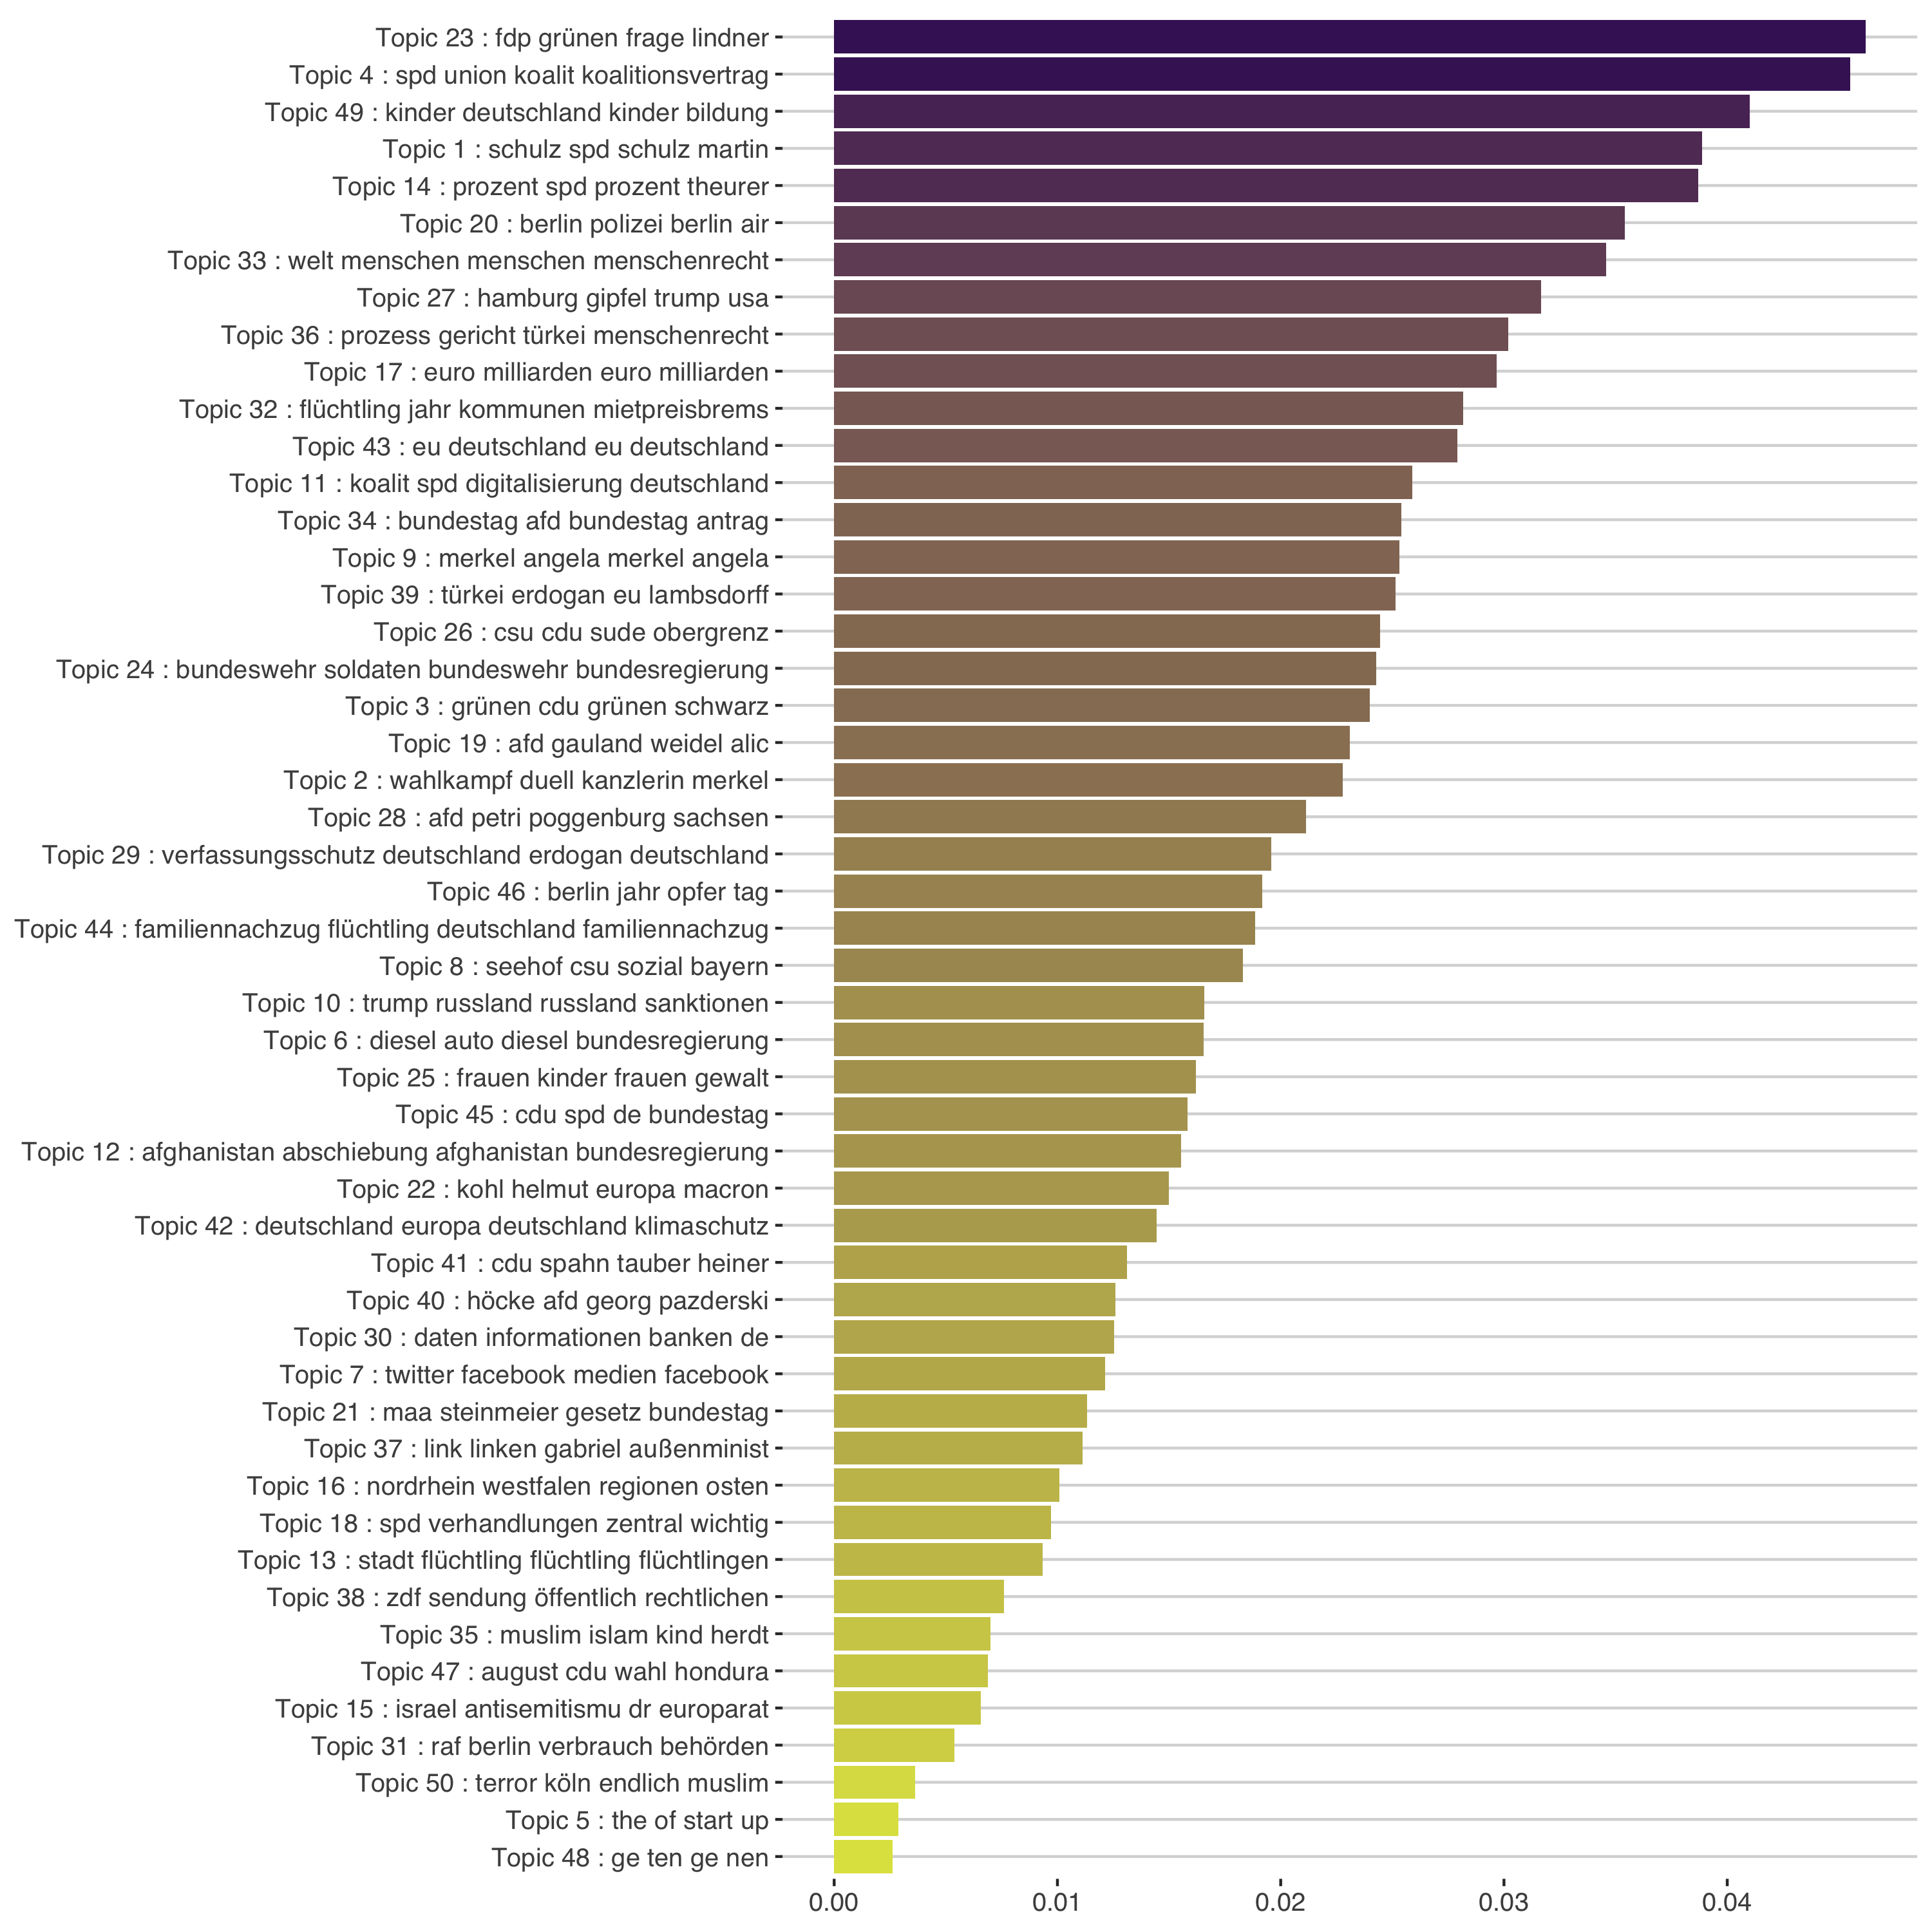 Topic 23 : fdp grünen frage lindner
Topic 4 : spd union koalit koalitionsvertrag
Topic 49 : kinder deutschland kinder bildung
Topic 1 : schulz spd schulz martin
Topic 14 : prozent spd prozent theurer
Topic 20 : berlin polizei berlin air
Topic 33 : welt menschen menschen menschenrecht
Topic 27 : hamburg gipfel trump usa
Topic 36 : prozess gericht türkei menschenrecht
Topic 17 : euro milliarden euro milliarden
Topic 32 : flüchtling jahr kommunen mietpreisbrems
Topic 43 : eu deutschland eu deutschland
Topic 11 : koalit spd digitalisierung deutschland
Topic 34 : bundestag afd bundestag antrag
Topic 9 : merkel angela merkel angela
Topic 39 : türkei erdogan eu lambsdorff
Topic 26 : csu cdu sude obergrenz
Topic 24 : bundeswehr soldaten bundeswehr bundesregierung
Topic 3 : grünen cdu grünen schwarz
Topic 19 : afd gauland weidel alic
Topic 2 : wahlkampf duell kanzlerin merkel
Topic 28 : afd petri poggenburg sachsen
Topic 29 : verfassungsschutz deutschland erdogan deutschland
Topic 46 : berlin jahr opfer tag
Topic 44 : familiennachzug flüchtling deutschland familiennachzug
Topic 8 : seehof csu sozial bayern
Topic 10 : trump russland russland sanktionen
Topic 6 : diesel auto diesel bundesregierung
Topic 25 : frauen kinder frauen gewalt
Topic 45 : cdu spd de bundestag
Topic 12 : afghanistan abschiebung afghanistan bundesregierung
Topic 22 : kohl helmut europa macron
Topic 42 : deutschland europa deutschland klimaschutz
Topic 41 : cdu spahn tauber heiner
Topic 40 : höcke afd georg pazderski
Topic 30 : daten informationen banken de
Topic 7 : twitter facebook medien facebook
Topic 21 : maa steinmeier gesetz bundestag
Topic 37 : link linken gabriel außenminist
Topic 16 : nordrhein westfalen regionen osten
Topic 18 : spd verhandlungen zentral wichtig
Topic 13 : stadt flüchtling flüchtling flüchtlingen
Topic 38 : zdf sendung öffentlich rechtlichen
Topic 35 : muslim islam kind herdt
Topic 47 : august cdu wahl hondura
Topic 15 : israel antisemitismu dr europarat
Topic 31 : raf berlin verbrauch behörden
Topic 50 : terror köln endlich muslim
Topic 5 : the of start up
Topic 48 : ge ten ge nen
0.00 0.01 0.02 0.03 0.04